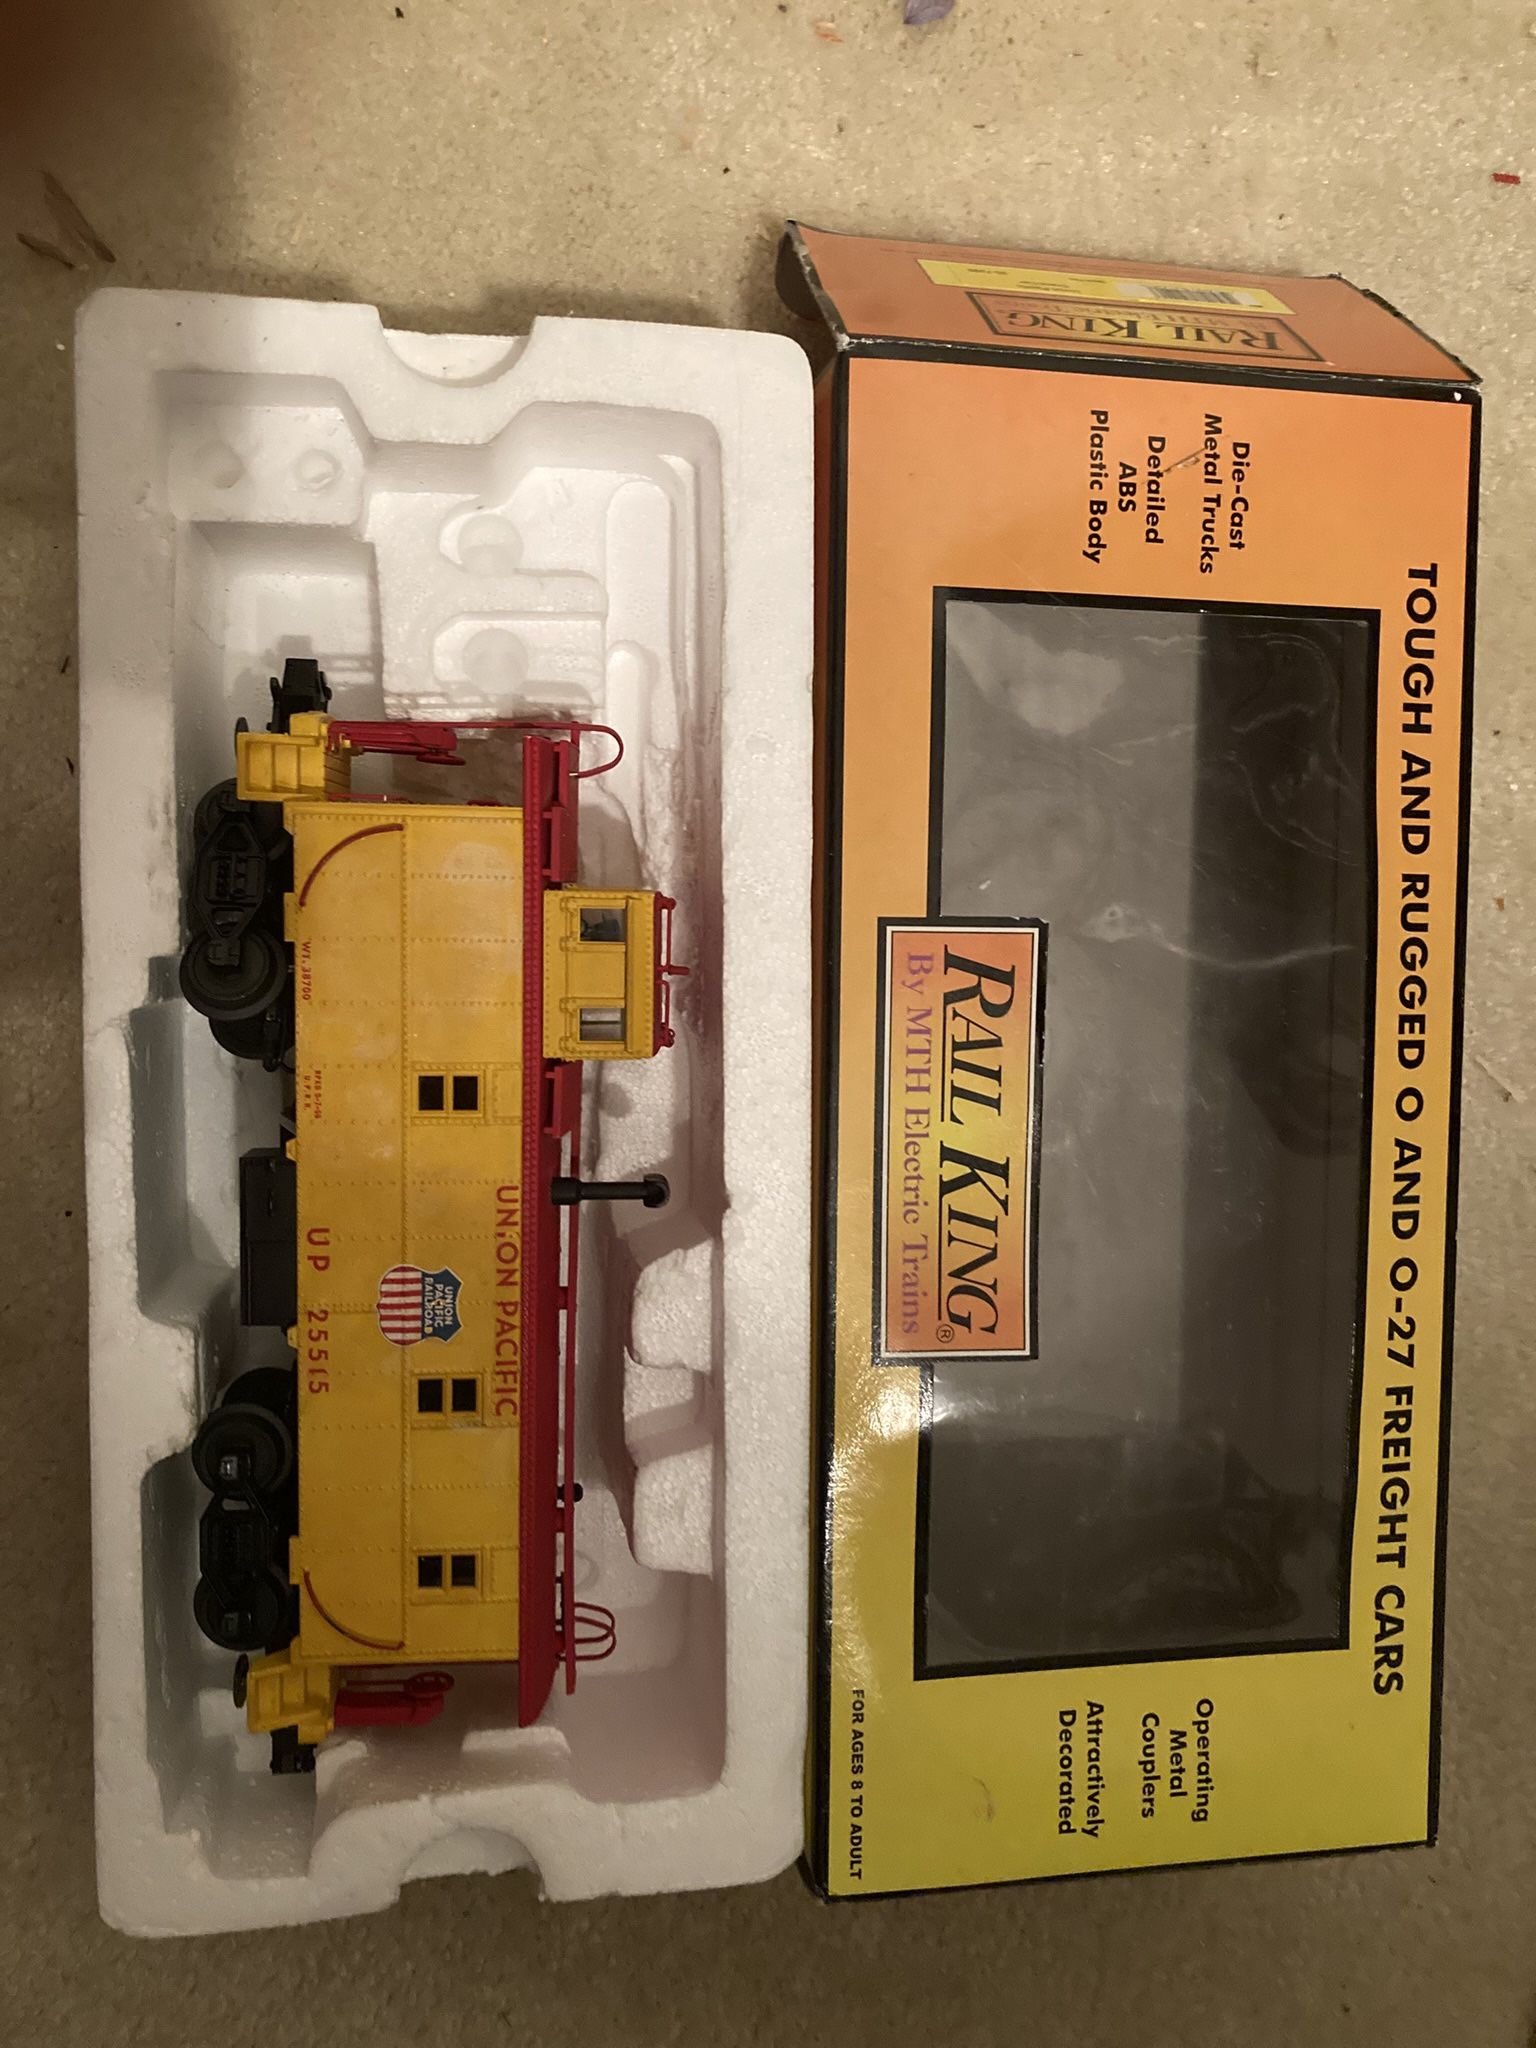 RAIL KING
TOUGH AND RUGGED O AND O-27 FREIGHT CARS
Die-Cast
Metal Trucks
Detailed
ABS
Plastic Body
Operating
Metal
Couplers
Attractively
Decorated
RAIL KING®
By MTH Electric Trains
FOR AGES 8 TO ADULT
UNION PACIFIC
UNION
PACIFIC
RAILROAD
UP 25515
WT. 38700
U.P.R.R.